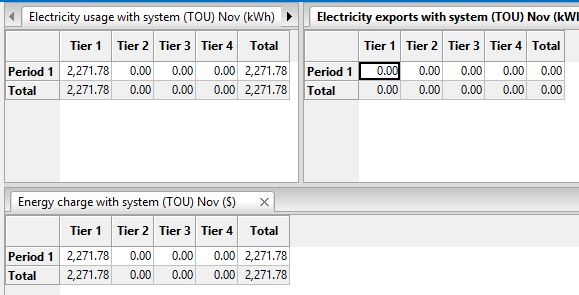 Electricity usage with system (TOU) Nov (kWh)
Tier 1 Tier 2 Tier 3 Tier 4 Total
Period 1 2,271.78 0.00 0.00 0.00 2,271.78
Total 2,271.78 0.00 0.00 0.00 2,271.78
Electricity exports with system (TOU) Nov (kWh
Tier 1 Tier 2 Tier 3 Tier 4 Total
Period 1 0.00 0.00 0.00 0.00 0.00
Total 0.00 0.00 0.00 0.00 0.00
Energy charge with system (TOU) Nov ($)
Tier 1 Tier 2 Tier 3 Tier 4 Total
Period 1 2,271.78 0.00 0.00 0.00 2,271.78
Total 2,271.78 0.00 0.00 0.00 2,271.78